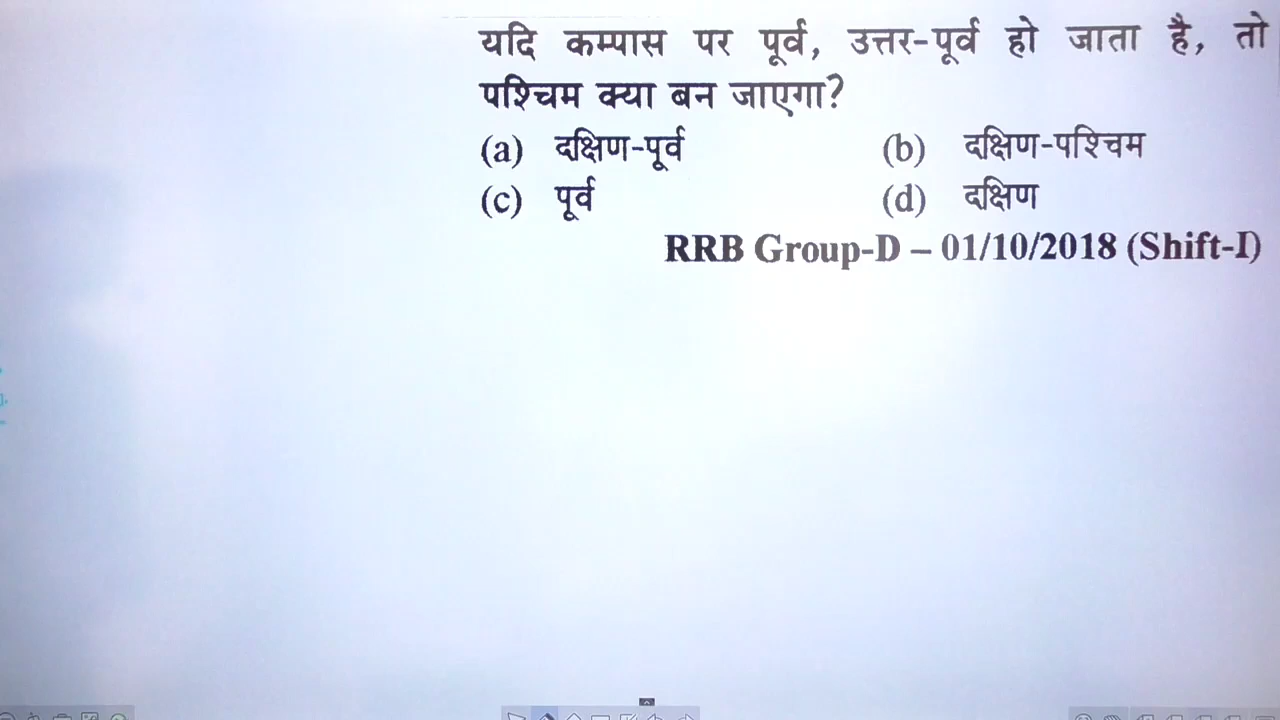 यदि कम्पास पर पूर्व, उत्तर-पूर्व हो जाता है, तो
पश्चिम क्या बन जाएगा?
(a) दक्षिण-पूर्व (b) दक्षिण-पश्चिम
(c) पूर्व (d) दक्षिण
RRB Group-D – 01/10/2018 (Shift-I)